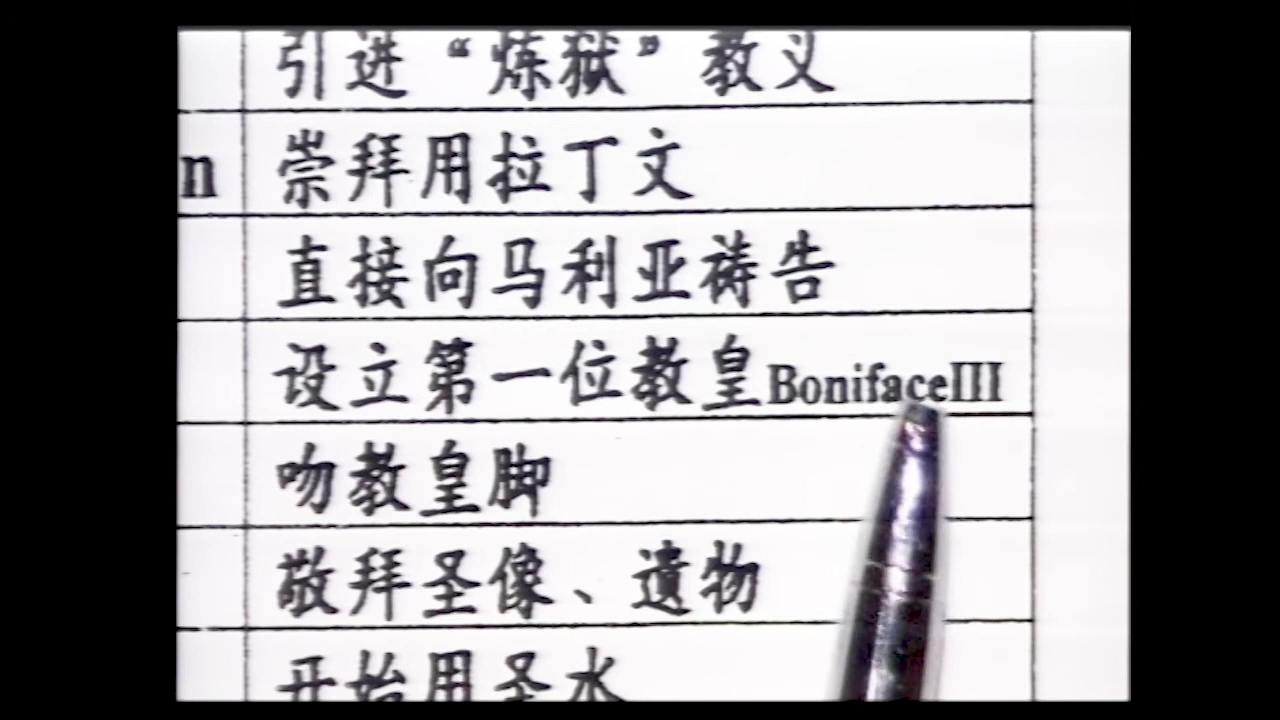 引进“炼狱”教义
n 崇拜用拉丁文
直接向马利亚祷告
设立第一位教皇BonifaceIII
吻教皇脚
敬拜圣像、遺物
开始用圣水